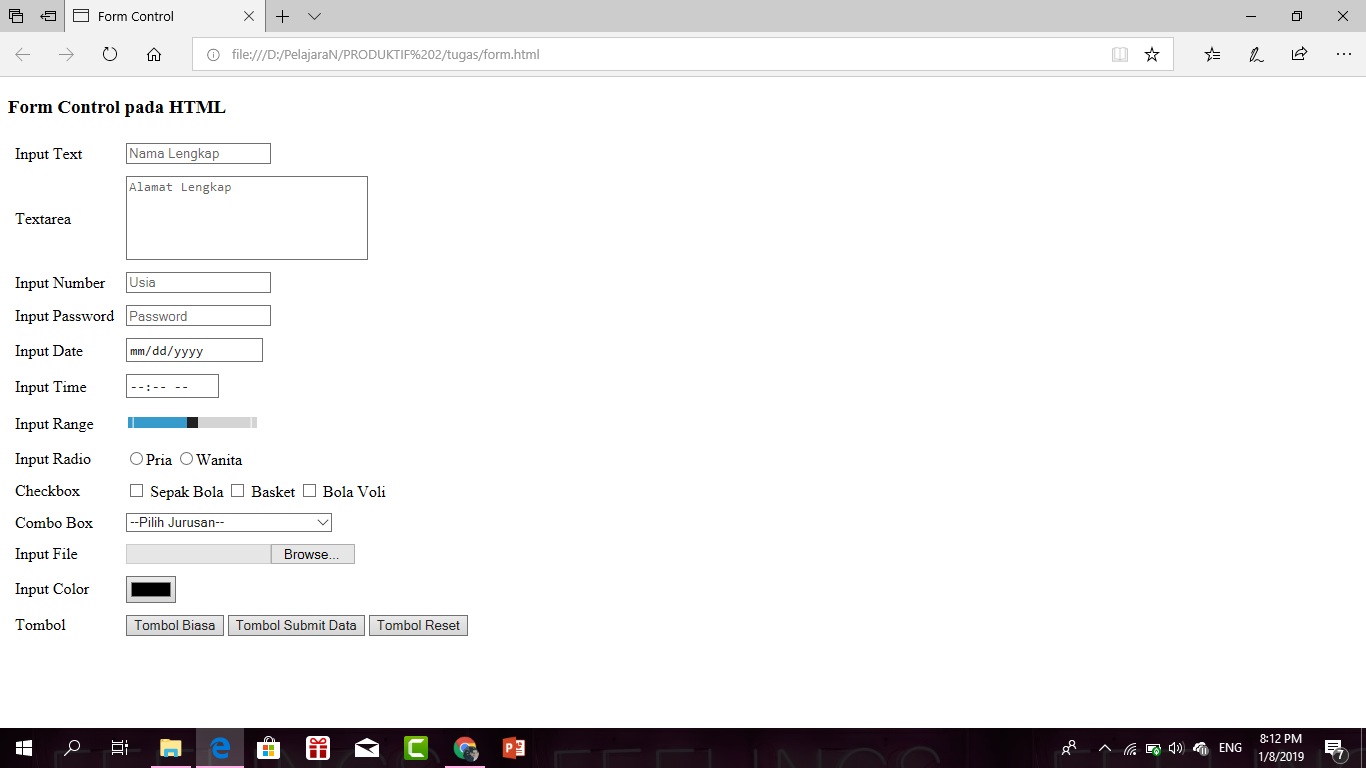 Form Control
file:///D:/PelajaraN/PRODUKTIF%202/tugas/form.html
Form Control pada HTML
Input Text Nama Lengkap
Textarea Alamat Lengkap
Input Number Usia
Input Password Password
Input Date mm/dd/yyyy
Input Time --:-- --
Input Range
Input Radio Pria Wanita
Checkbox Sepak Bola Basket Bola Voli
Combo Box --Pilih Jurusan--
Input File Browse...
Input Color
Tombol Tombol Biasa Tombol Submit Data Tombol Reset
ENG
8:12 PM
1/8/2019
7